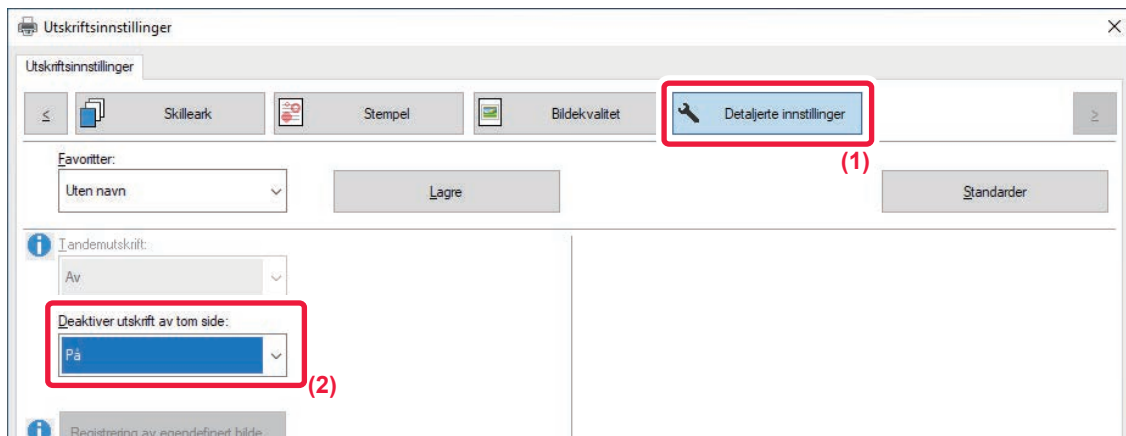 Utskriftsinnstillinger
Utskriftsinnstillinger
< Skilleark Stempel Bildekvalitet Detaljerte innstillinger >
(1)
Favoritter:
Uten navn Lagre Standarder
Tandemutskrift:
Av
Deaktiver utskrift av tom side:
På
(2)
Registrering av egendefinert bilde...